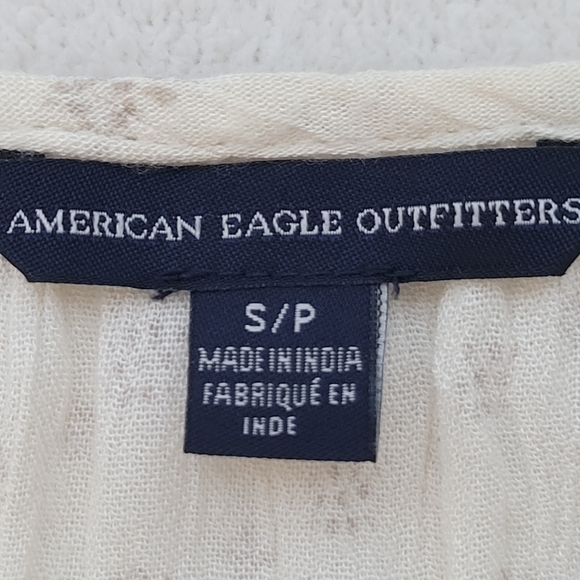 AMERICAN EAGLE OUTFITTERS
S/P
MADE IN INDIA
FABRIQUÉ EN
INDE